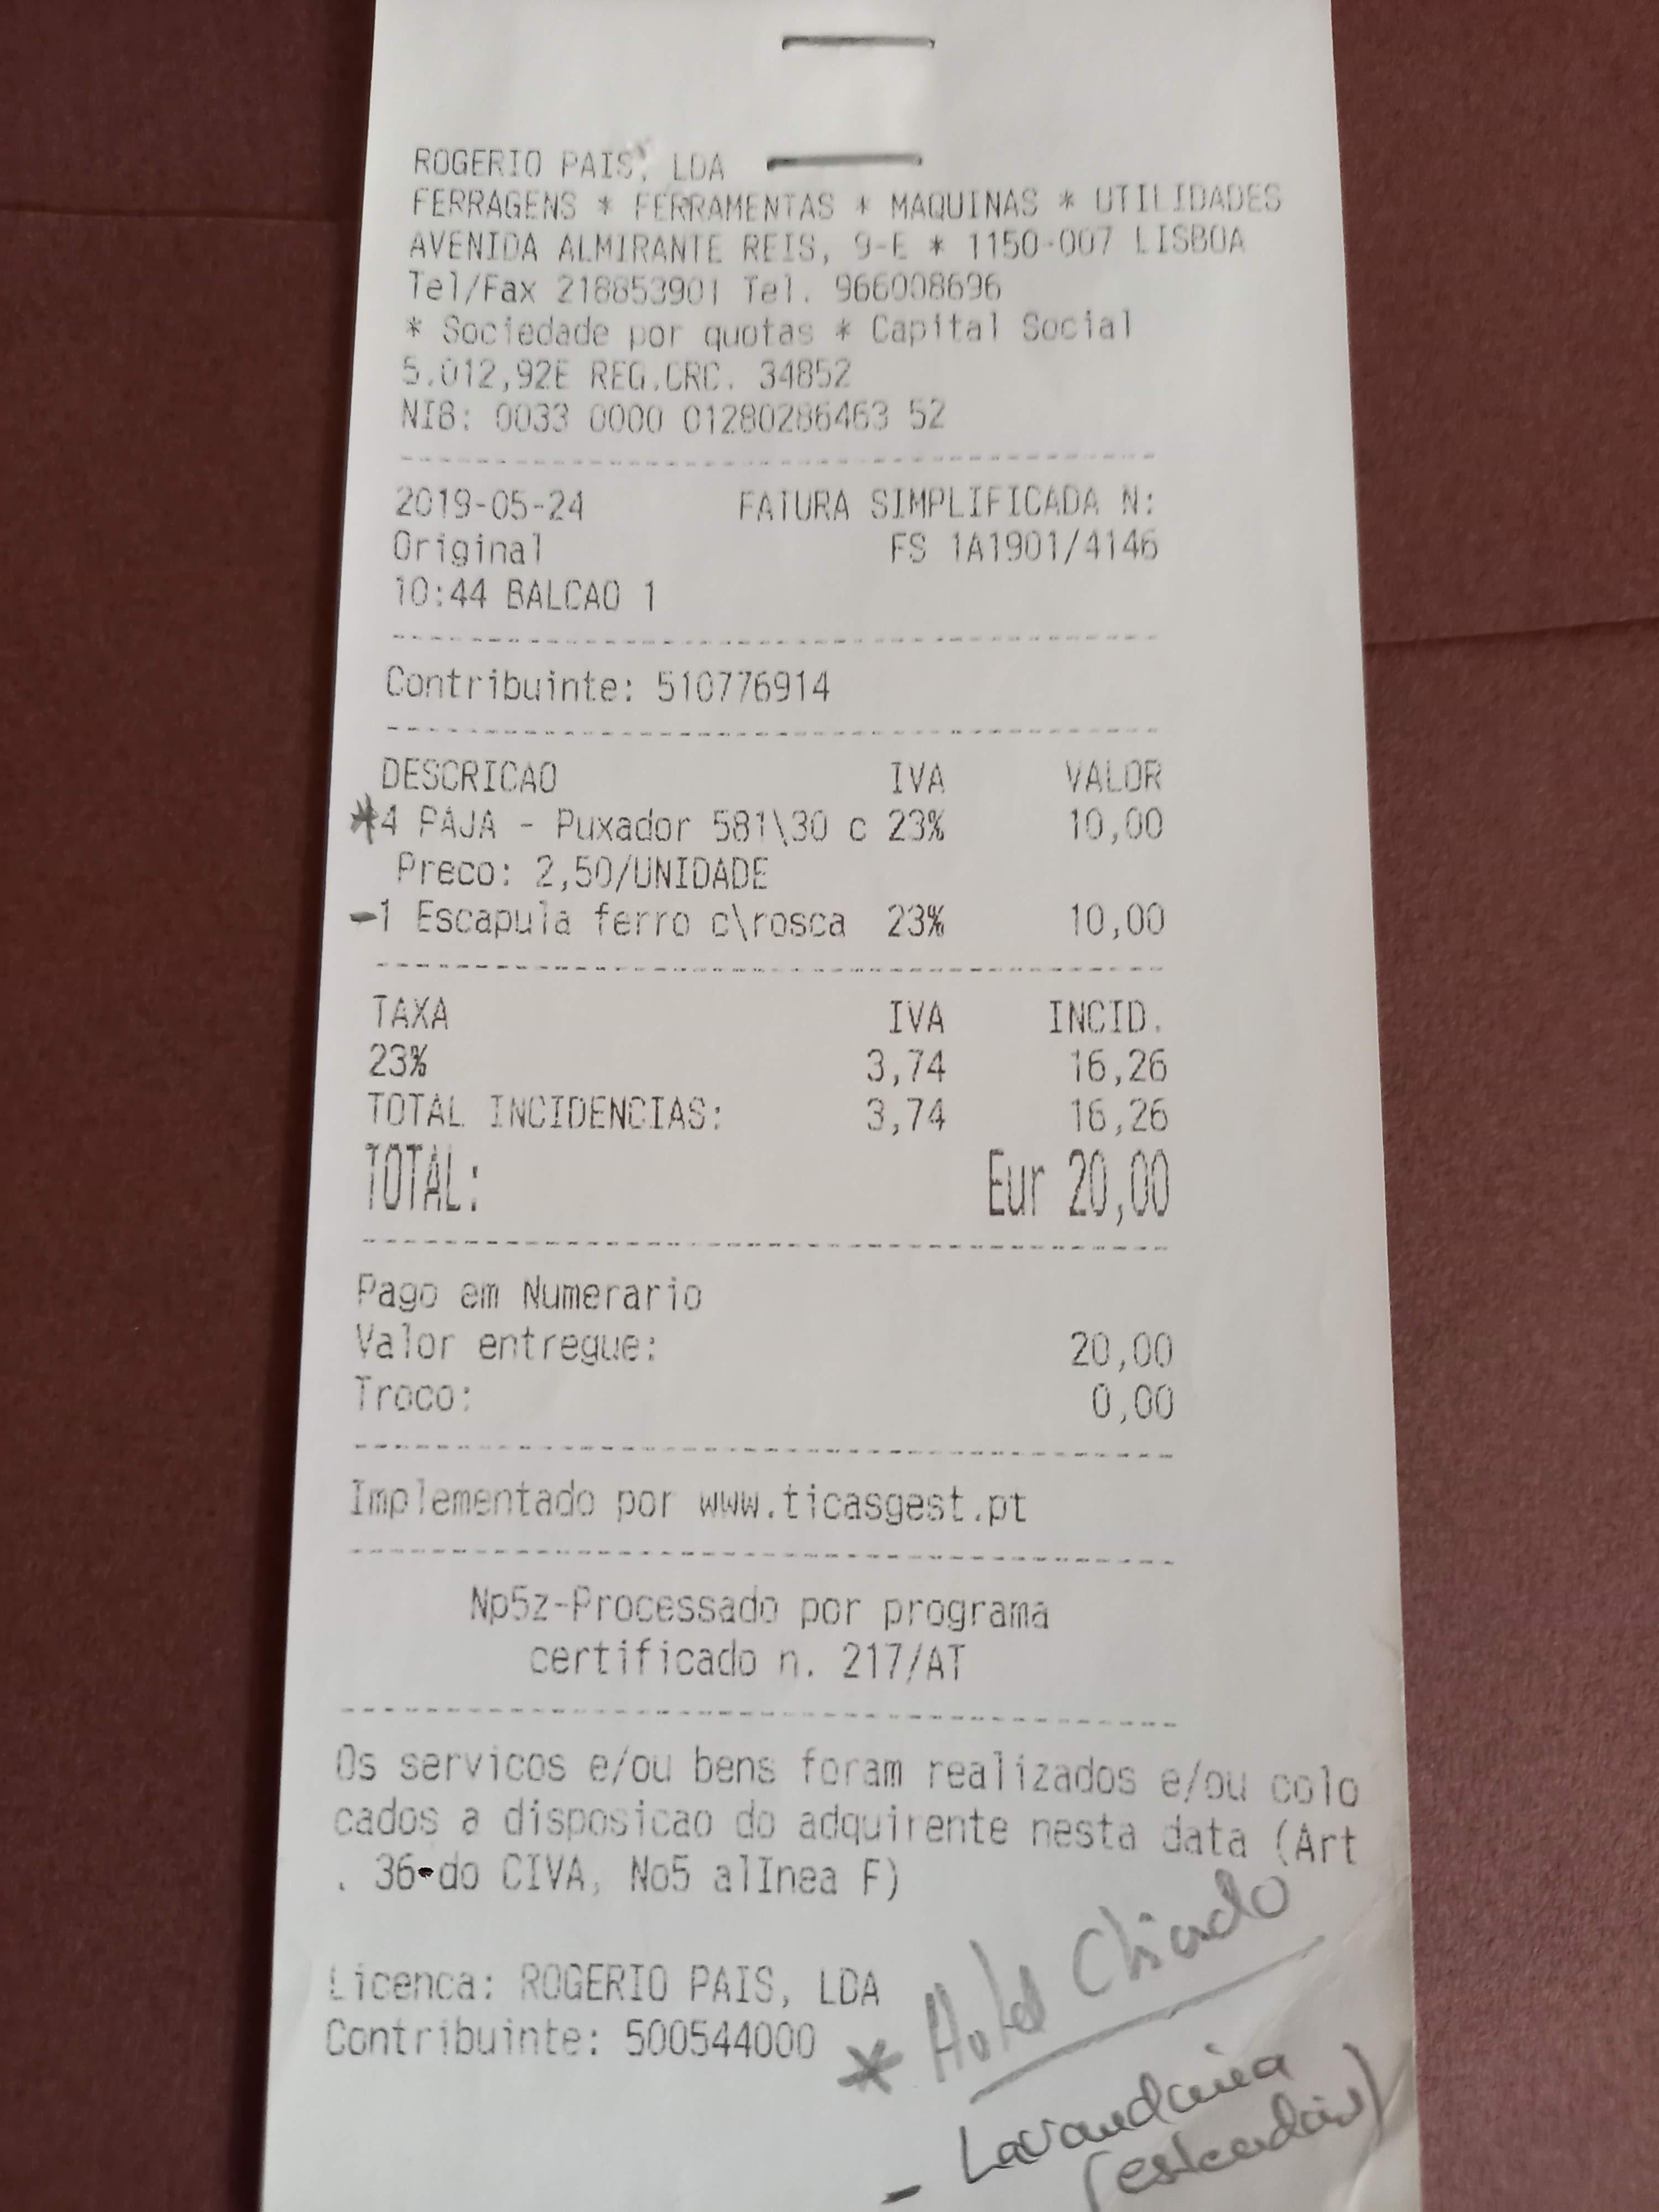 ROGERIO PAIS, LDA
FERRAGENS * FERRAMENTAS * MAQUINAS * UTILIDADES
AVENIDA ALMIRANTE REIS, 9-E * 1150-007 LISBOA
Tel/Fax 218853901 Tel. 966008696
* Sociedade por quotas * Capital Social
5.012,92E REG.CRC. 34852
NIB: 0033 0000 01280286463 52
2019-05-24 FATURA SIMPLIFICADA N:
Original FS 1A1901/4146
10:44 BALCAO 1
Contribuinte: 510776914
DESCRICAO IVA VALOR
*4 PAJA - Puxador 581\30 c 23% 10,00
Preco: 2,50/UNIDADE
-1 Escapula ferro c\rosca 23% 10,00
TAXA IVA INCID.
23% 3,74 16,26
TOTAL INCIDENCIAS: 3,74 16,26
TOTAL: Eur 20,00
Pago em Numerario
Valor entregue: 20,00
Troco: 0,00
Implementado por www.ticasgest.pt
Np5z-Processado por programa
certificado n. 217/AT
Os servicos e/ou bens foram realizados e/ou colo
cados a disposicao do adquirente nesta data (Art
. 36-do CIVA, No5 alInea F)
Licenca: ROGERIO PAIS, LDA
Contribuinte: 500544000
* Hotel Chiado
- Lavandaria
(estendais)